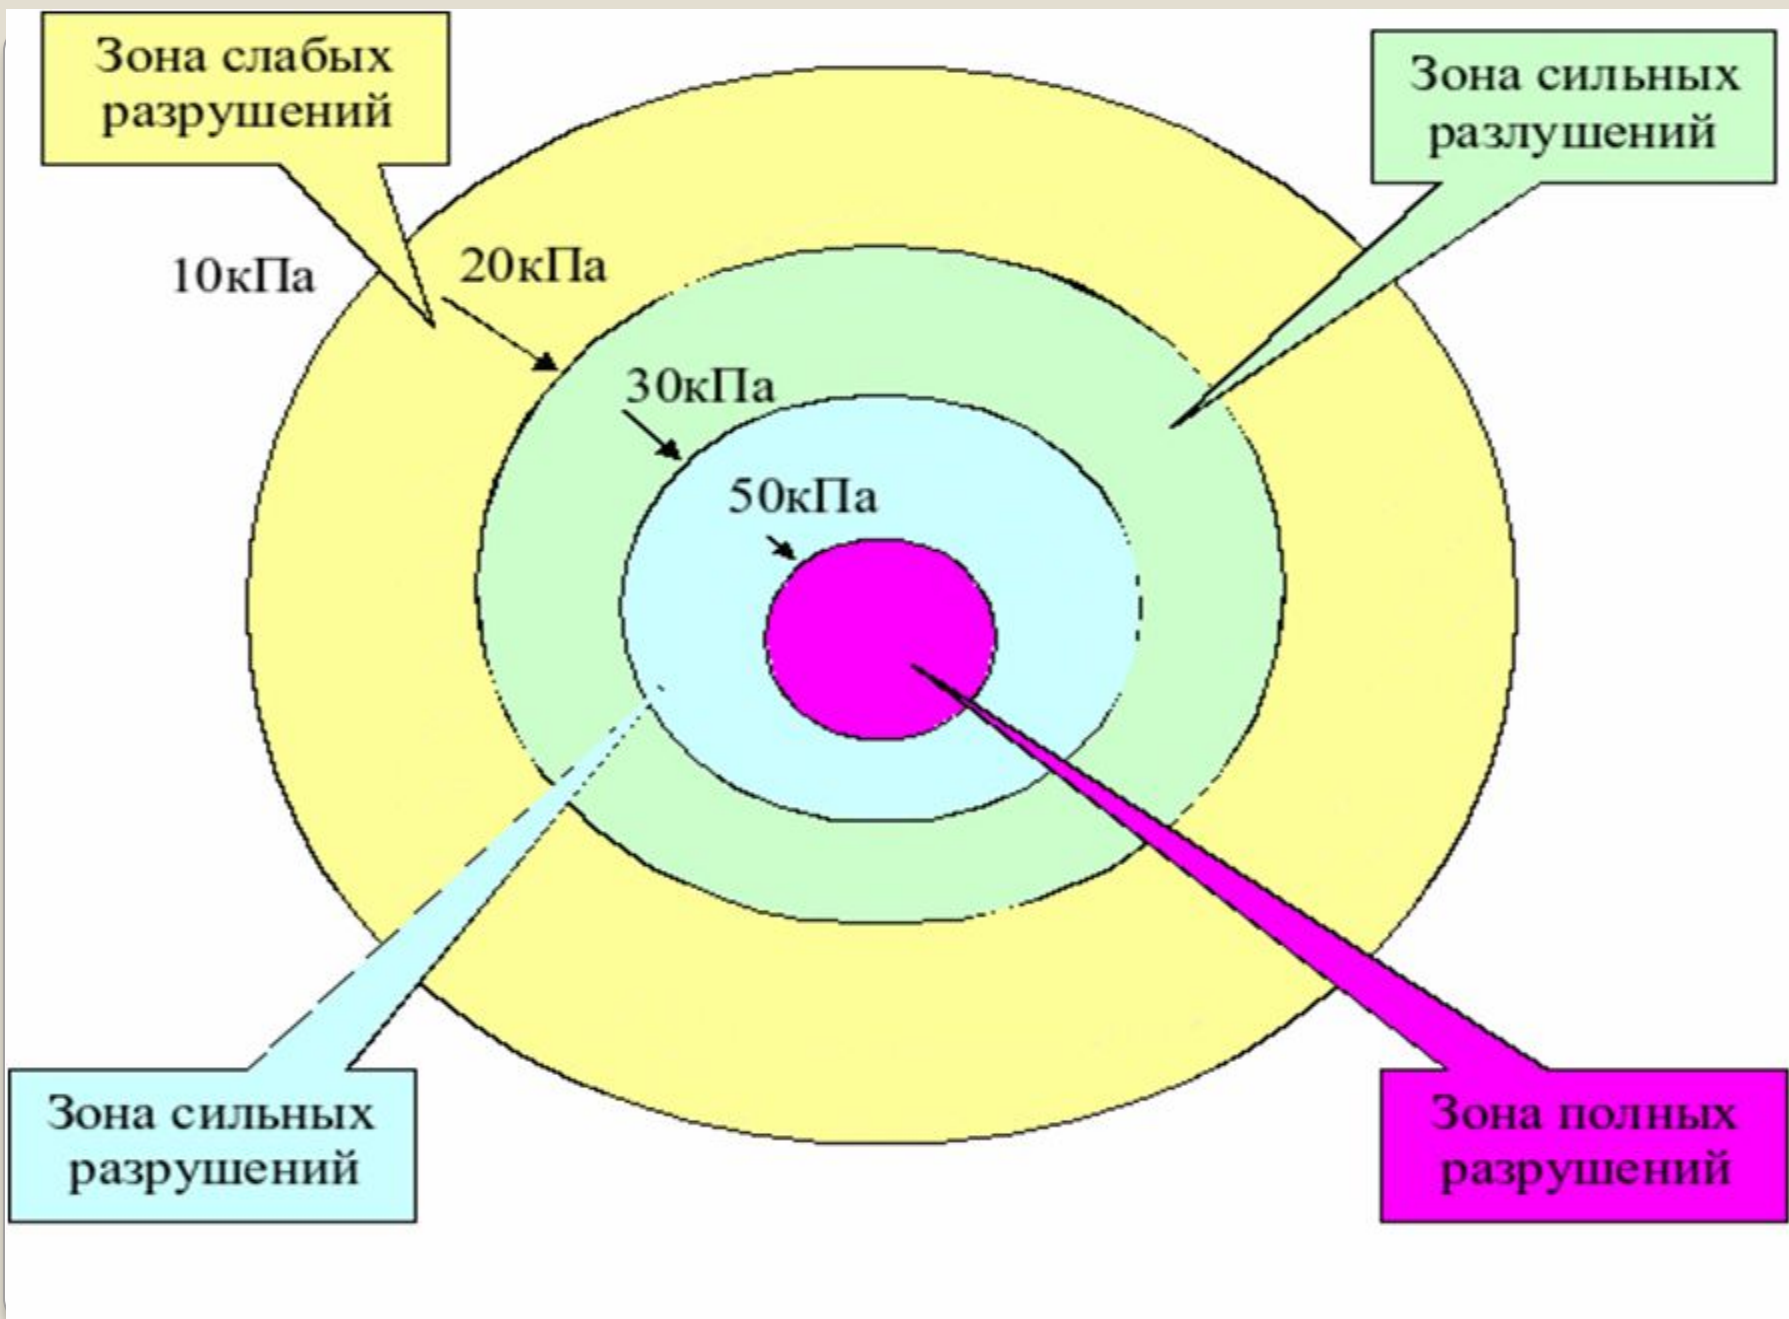 Зона слабых
разрушений
Зона сильных
разлушений
10кПа
20кПа
30кПа
50кПа
Зона сильных
разрушений
Зона полных
разрушений